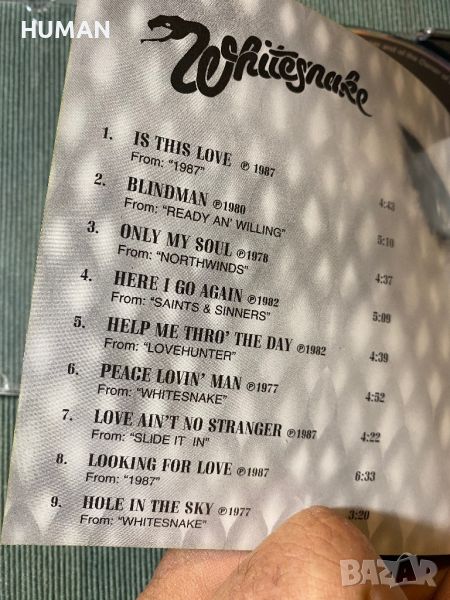 HUMAN
Whitesnake
1. IS THIS LOVE ℗ 1987
From: "1987"
4:43
2. BLINDMAN ℗1980
From: "READY AN' WILLING"
5:10
3. ONLY MY SOUL ℗1978
From: "NORTHWINDS"
4:37
4. HERE I GO AGAIN ℗1982
From: "SAINTS & SINNERS"
5:09
5. HELP ME THRO' THE DAY ℗1982
From: "LOVEHUNTER"
4:39
6. PEACE LOVIN' MAN ℗1977
From: "WHITESNAKE"
4:52
7. LOVE AIN'T NO STRANGER ℗1987
From: "SLIDE IT IN"
4:22
8. LOOKING FOR LOVE ℗1987
From: "1987"
6:33
9. HOLE IN THE SKY ℗1977
From: "WHITESNAKE"
3:20
BAZAR